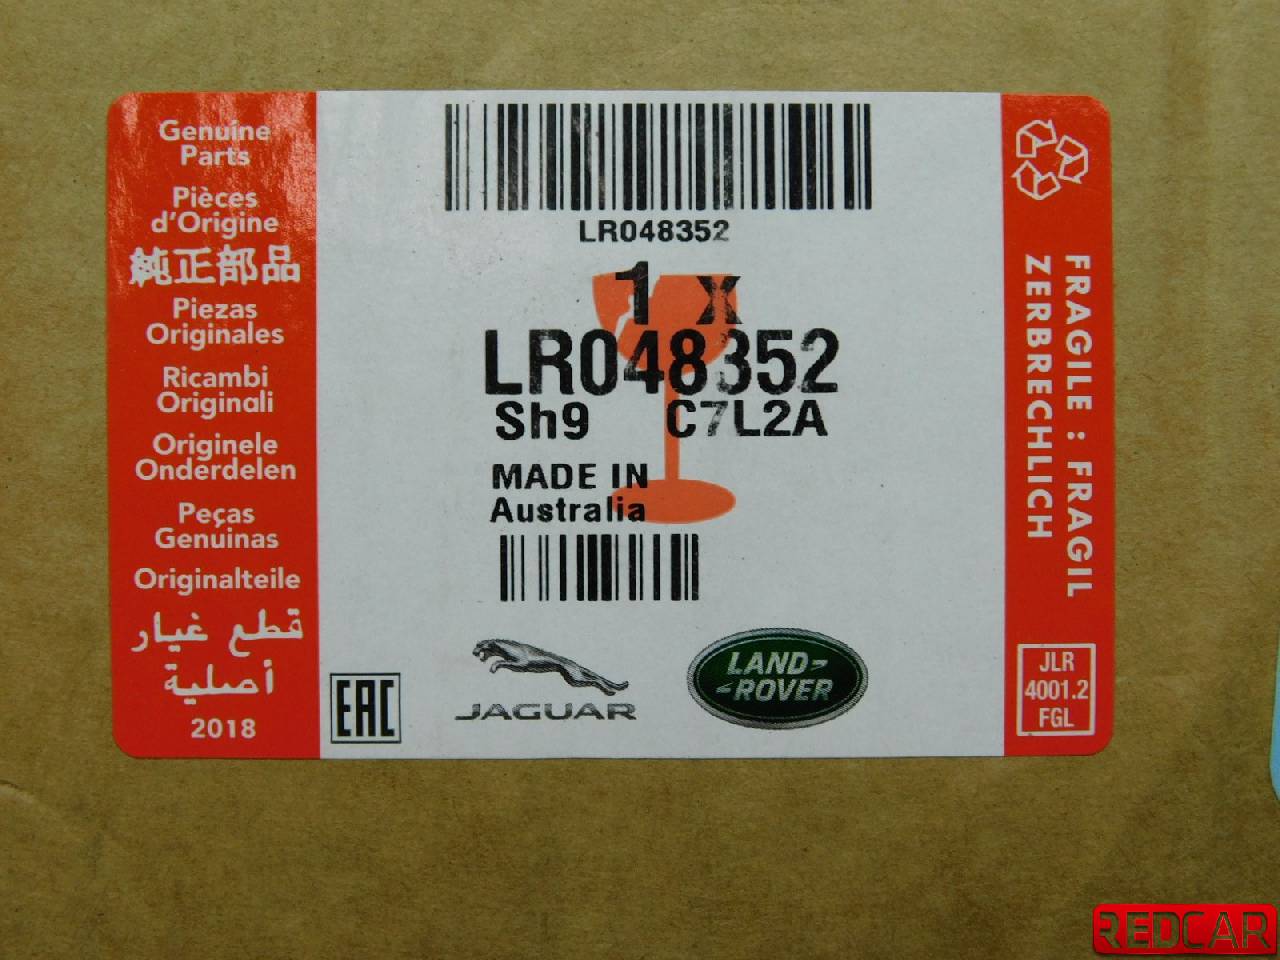 Genuine
Parts
Pièces
d'Origine
純正部品
Piezas
Originales
Ricambi
Originali
Originele
Onderdelen
Peças
Genuinas
Originalteile
قطع غيار
أصلية
2018
LR048352
1 x
LR048352
Sh9 C7L2A
MADE IN
Australia
EAC
JAGUAR
LAND-
-ROVER
FRAGILE : FRAGIL
ZERBRECHLICH
JLR
4001.2
FGL
REDCAR